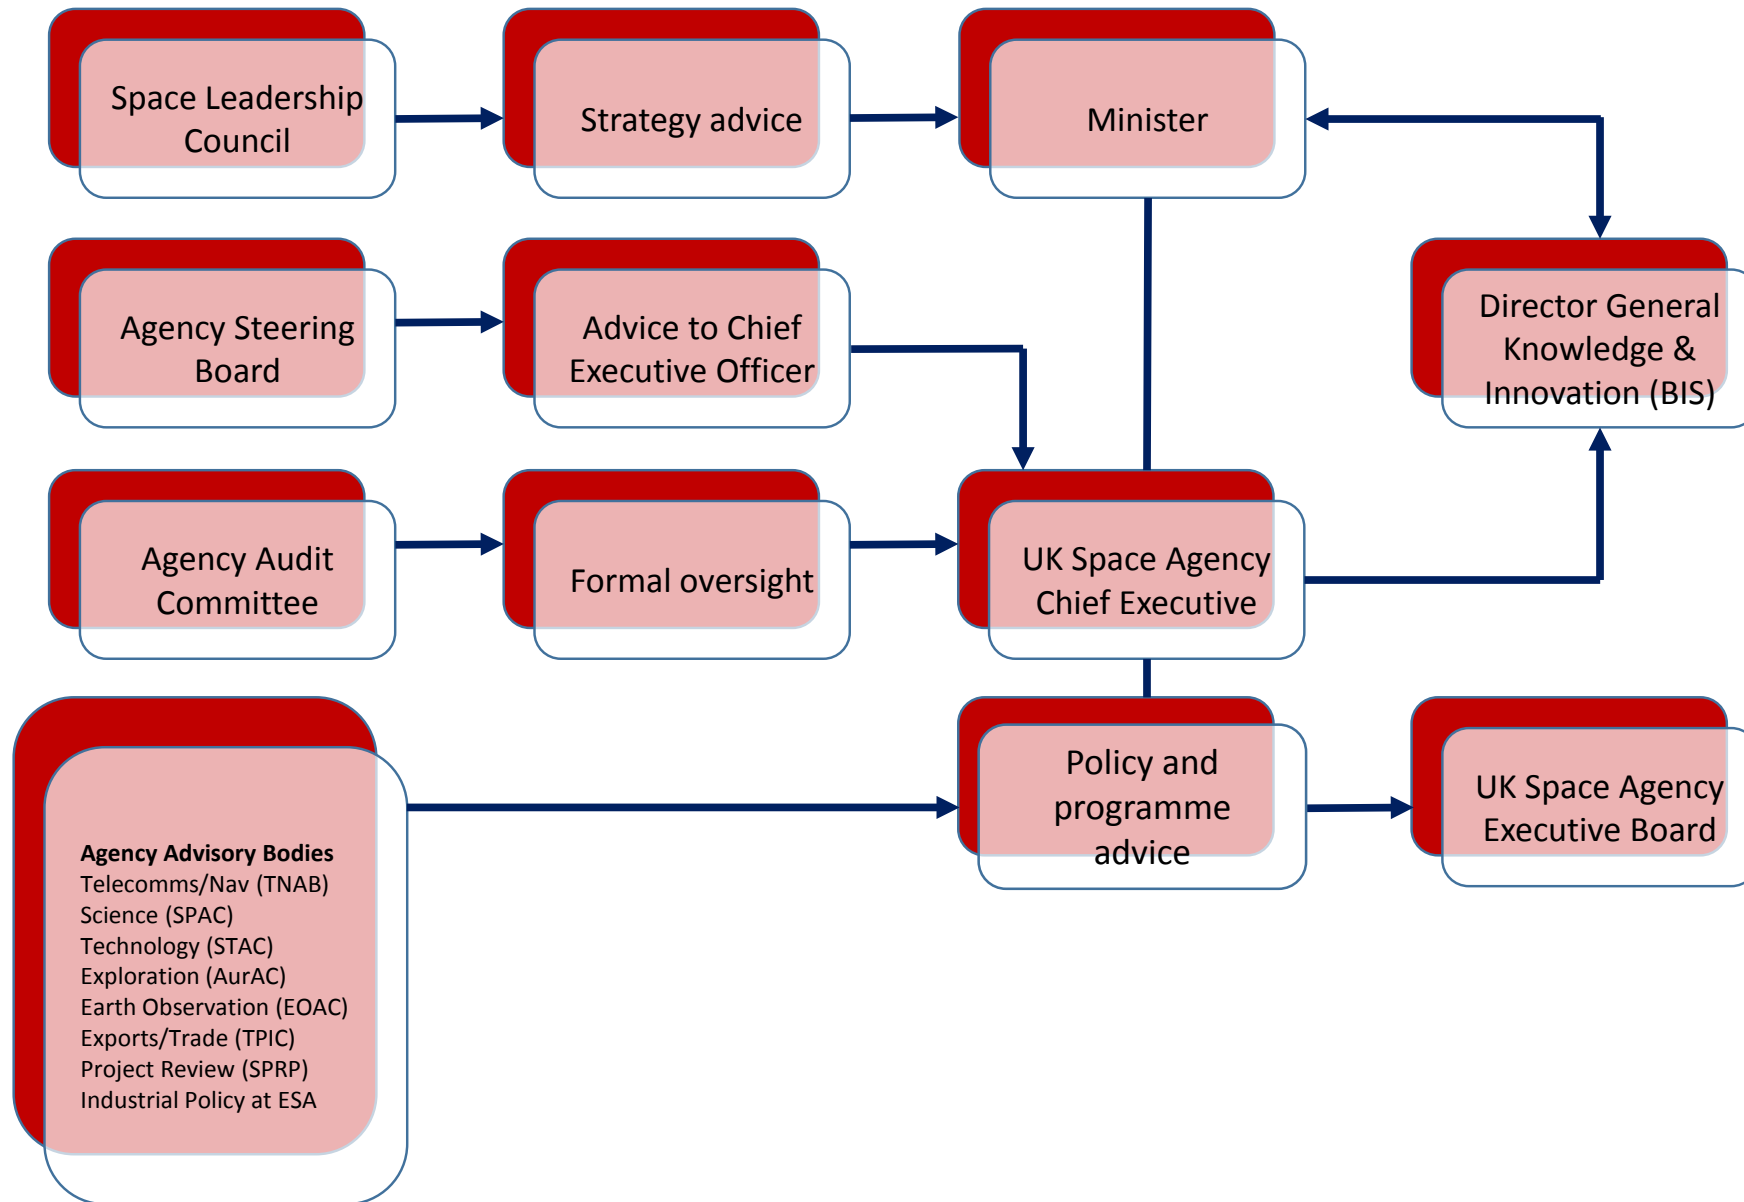 Space Leadership
Council
Strategy advice
Minister
Agency Steering
Board
Advice to Chief
Executive Officer
Director General
Knowledge &
Innovation (BIS)
Agency Audit
Committee
Formal oversight
UK Space Agency
Chief Executive
Agency Advisory Bodies
Telecomms/Nav (TNAB)
Science (SPAC)
Technology (STAC)
Exploration (AurAC)
Earth Observation (EOAC)
Exports/Trade (TPIC)
Project Review (SPRP)
Industrial Policy at ESA
Policy and
programme
advice
UK Space Agency
Executive Board